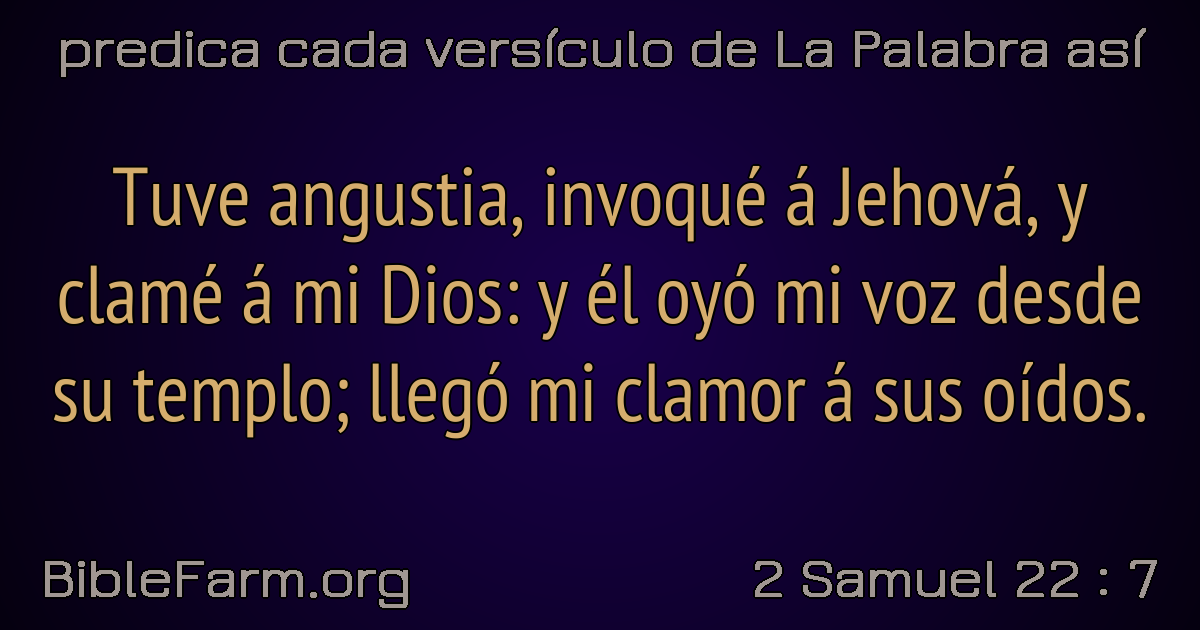 predica cada versículo de La Palabra así
Tuve angustia, invoqué á Jehová, y
clamé á mi Dios: y él oyó mi voz desde
su templo; llegó mi clamor á sus oídos.
BibleFarm.org
2 Samuel 22 : 7